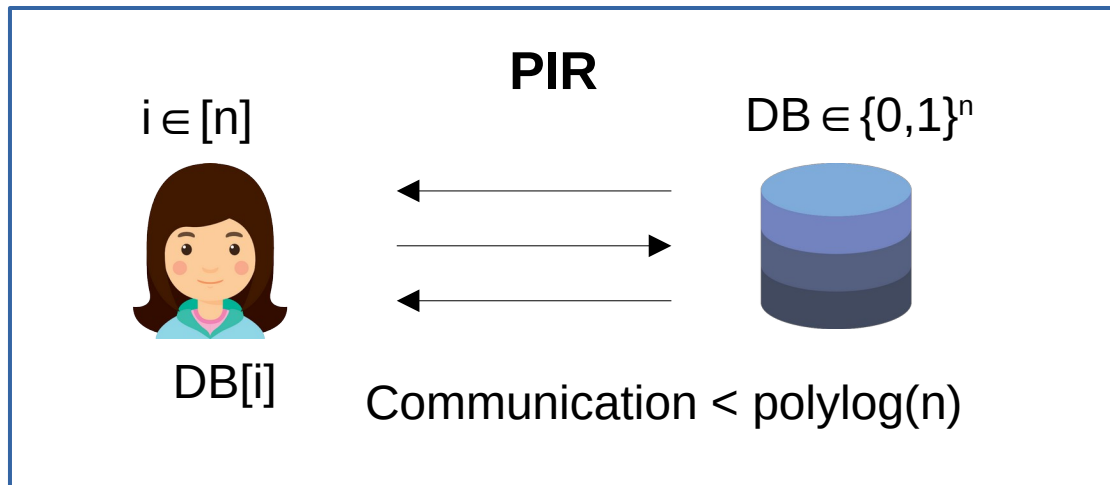 PIR
i ∈ [n]
DB ∈ {0,1}ⁿ
DB[i]
Communication < polylog(n)